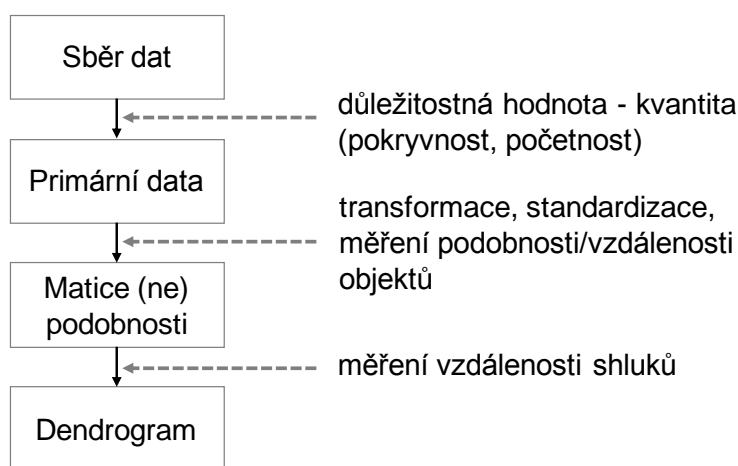 Sběr dat
důležitostná hodnota - kvantita
(pokryvnost, početnost)
Primární data
transformace, standardizace,
měření podobnosti/vzdálenosti
objektů
Matice (ne)
podobnosti
měření vzdálenosti shluků
Dendrogram